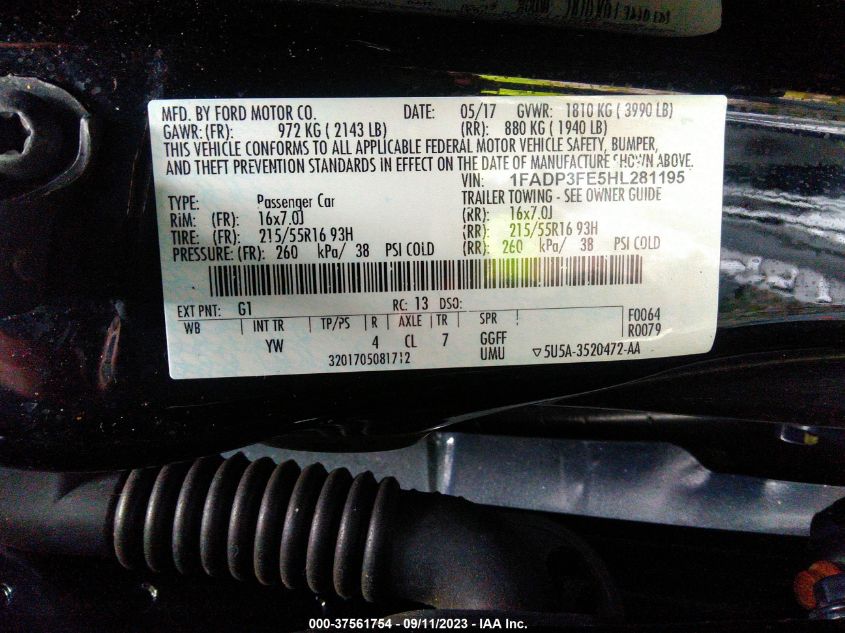 MFD. BY FORD MOTOR CO. DATE: 05/17 GVWR: 1810 KG ( 3990 LB)
GAWR: (FR): 972 KG ( 2143 LB) (RR): 880 KG ( 1940 LB)
THIS VEHICLE CONFORMS TO ALL APPLICABLE FEDERAL MOTOR VEHICLE SAFETY, BUMPER,
AND THEFT PREVENTION STANDARDS IN EFFECT ON THE DATE OF MANUFACTURE SHOWN ABOVE.
VIN: 1FADP3FE5HL281195
TYPE: Passenger Car TRAILER TOWING - SEE OWNER GUIDE
RIM: (FR): 16x7.0J (RR): 16x7.0J
TIRE: (FR): 215/55R16 93H (RR): 215/55R16 93H
PRESSURE: (FR): 260 kPa/ 38 PSI COLD (RR): 260 kPa/ 38 PSI COLD
EXT PNT: G1 RC: 13 DSO: F0064
WB INT TR TP/PS R AXLE TR SPR R0079
YW 4 CL 7 GGFF
3201705081712 UMU ▽5U5A-3520472-AA
000-37561754 - 09/11/2023 - IAA Inc.